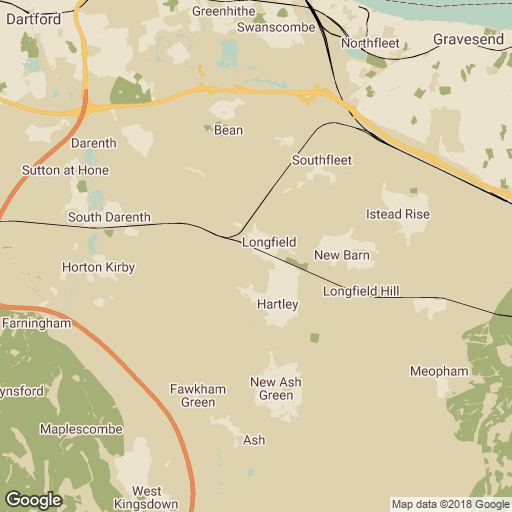 Greenhithe
Dartford
Swanscombe
Gravesend
Northfleet
Bean
Darenth
Southfleet
Sutton at Hone
South Darenth
Istead Rise
Longfield
New Barn
Horton Kirby
Longfield Hill
Hartley
Farningham
Meopham
New Ash
Green
Fawkham
Green
ynsford
Maplescombe
Ash
West
Kingsdown
Google
Map data ©2018 Google
Google